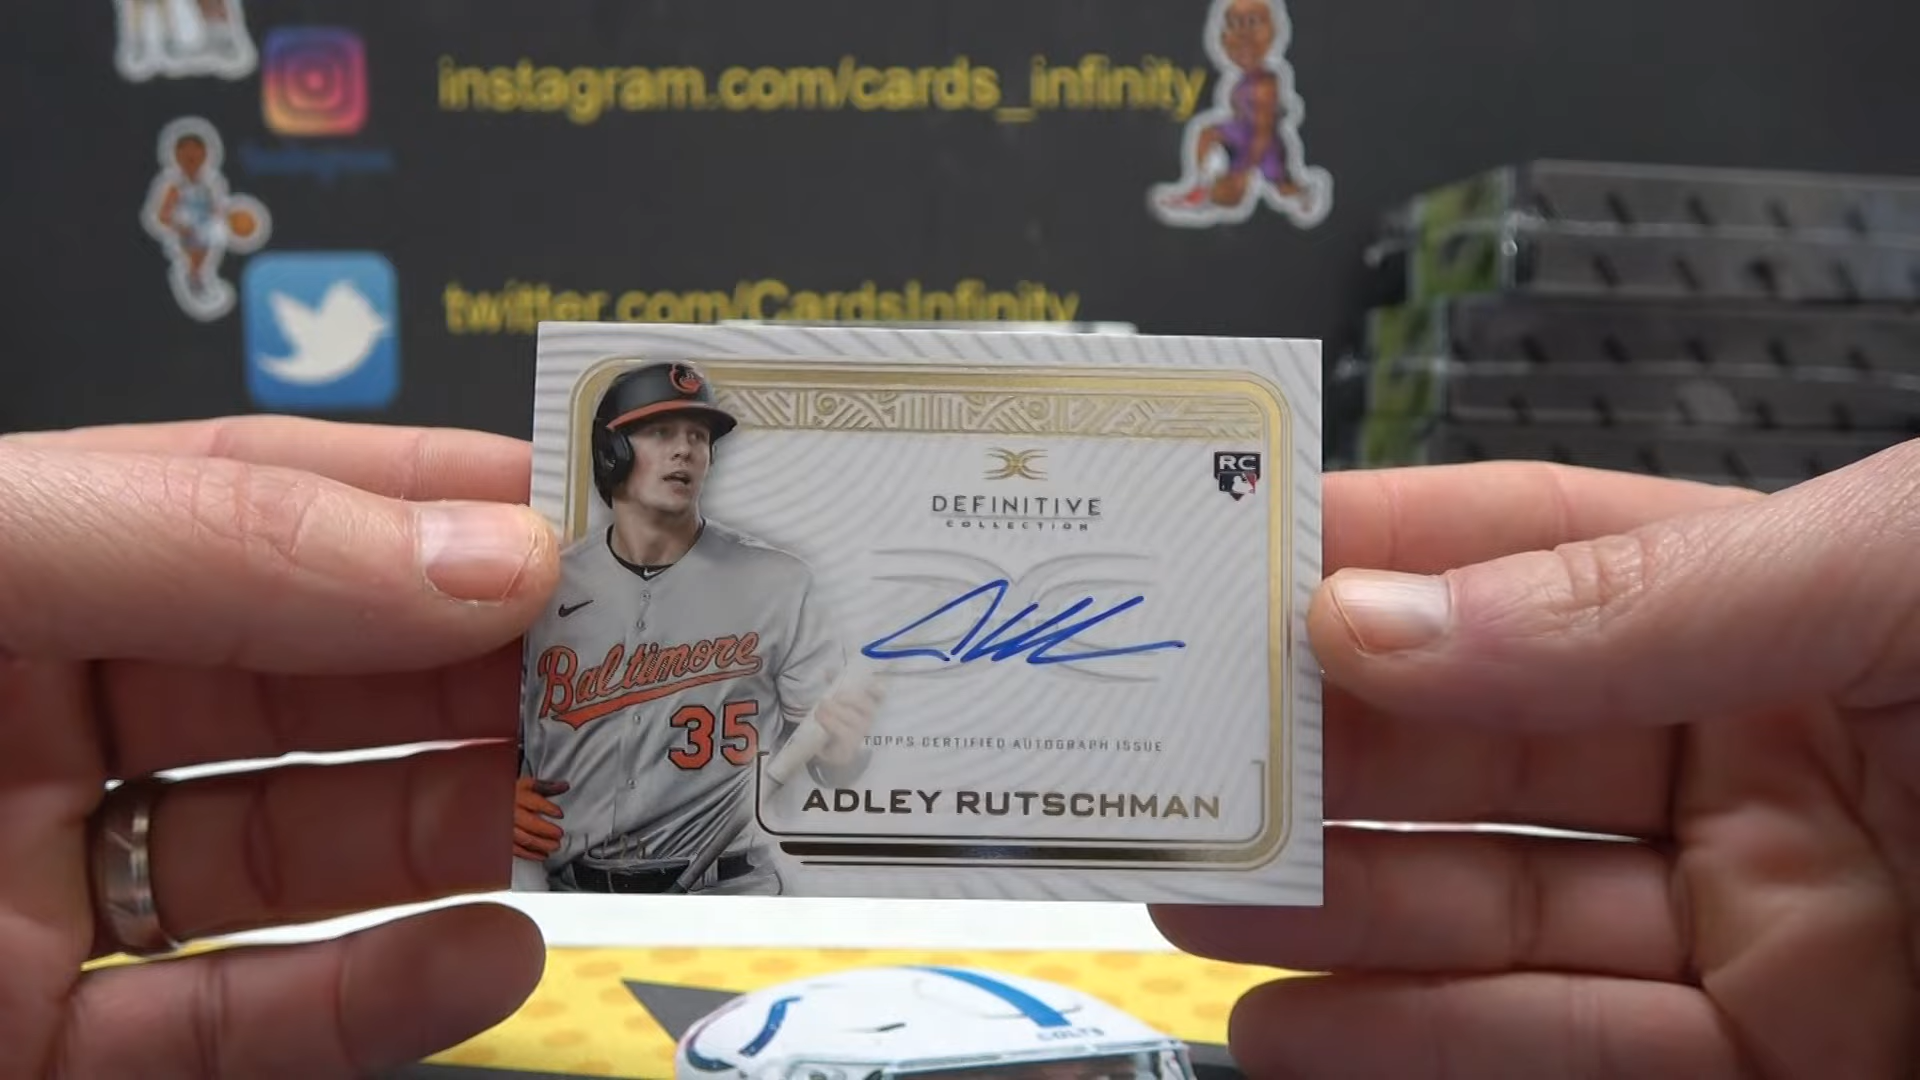 instagram.com/cards_infinity
twitter.com/CardsInfinity
RC
DEFINITIVE
COLLECTION
Baltimore
35
TOPPS CERTIFIED AUTOGRAPH ISSUE
ADLEY RUTSCHMAN
COLTS